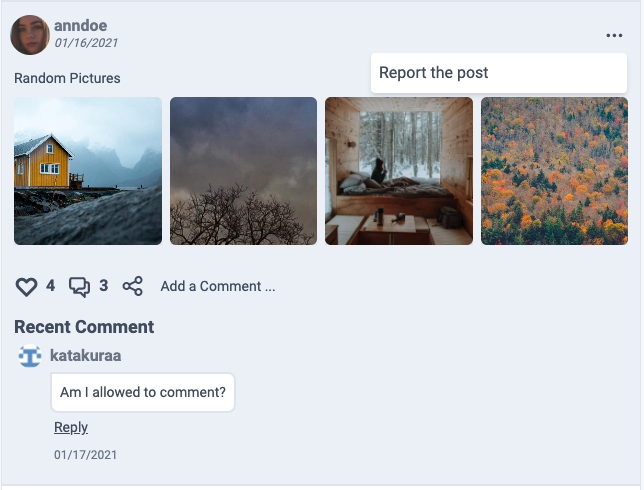 anndoe
01/16/2021
Report the post
Random Pictures
4 3 Add a Comment ...
Recent Comment
katakuraa
Am I allowed to comment?
Reply
01/17/2021